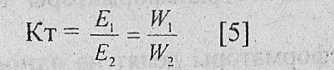 Кт = E₁/E₂ = W₁/W₂ [5]